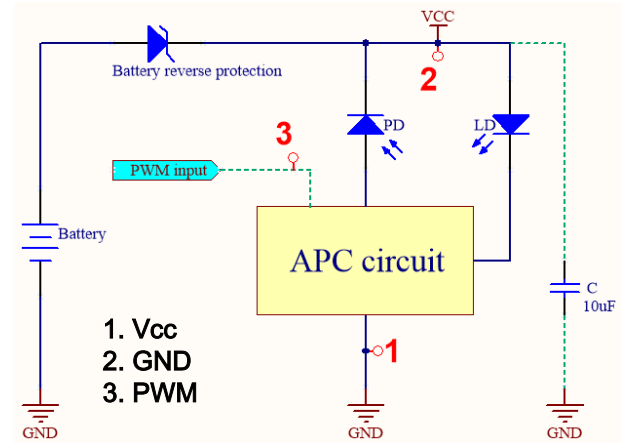 VCC
Battery reverse protection
2
PD
LD
3
PWM input
Battery
APC circuit
C
10uF
1. Vcc
2. GND
3. PWM
1
GND
GND
GND